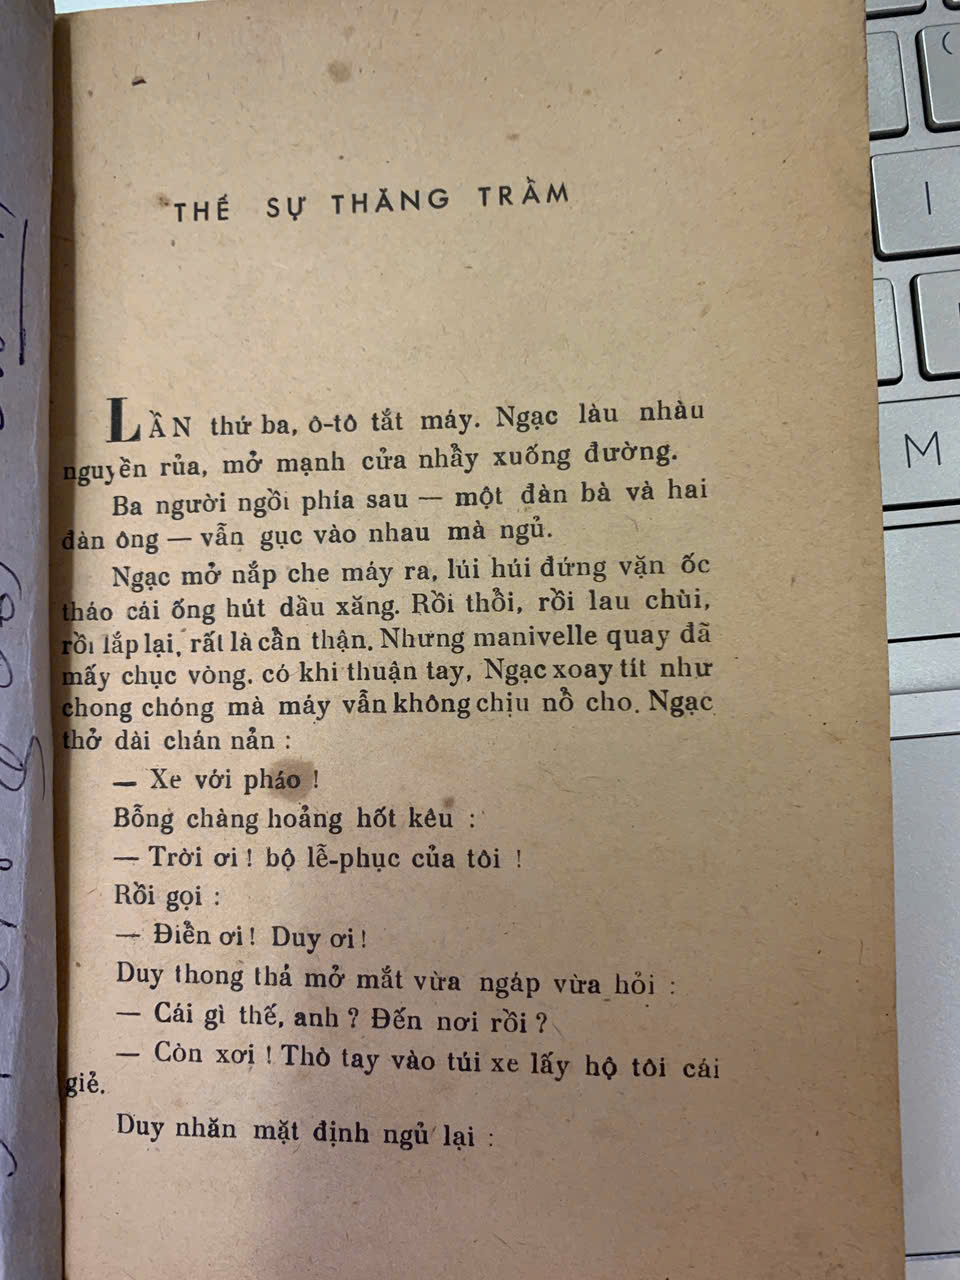 THẾ SỰ THĂNG TRẦM
LẦN thứ ba, ô-tô tắt máy. Ngạc làu nhàu
nguyền rủa, mở mạnh cửa nhẩy xuống đường.
Ba người ngồi phía sau — một đàn bà và hai
đàn ông — vẫn gục vào nhau mà ngủ.
Ngạc mở nắp che máy ra, lúi húi đứng vặn ốc
tháo cái ống hút dầu xăng. Rồi thổi, rồi lau chùi,
rồi lắp lại, rất là cẩn thận. Nhưng manivelle quay đã
mấy chục vòng. có khi thuận tay, Ngạc xoay tít như
chong chóng mà máy vẫn không chịu nổ cho. Ngạc
thở dài chán nản :
— Xe với pháo !
Bỗng chàng hoảng hốt kêu :
— Trời ơi ! bộ lễ-phục của tôi !
Rồi gọi :
— Điền ơi ! Duy ơi !
Duy thong thả mở mắt vừa ngáp vừa hỏi :
— Cái gì thế, anh ? Đến nơi rồi ?
— Còn xơi ! Thò tay vào túi xe lấy hộ tôi cái
giẻ.
Duy nhăn mặt định ngủ lại :
I
M
(